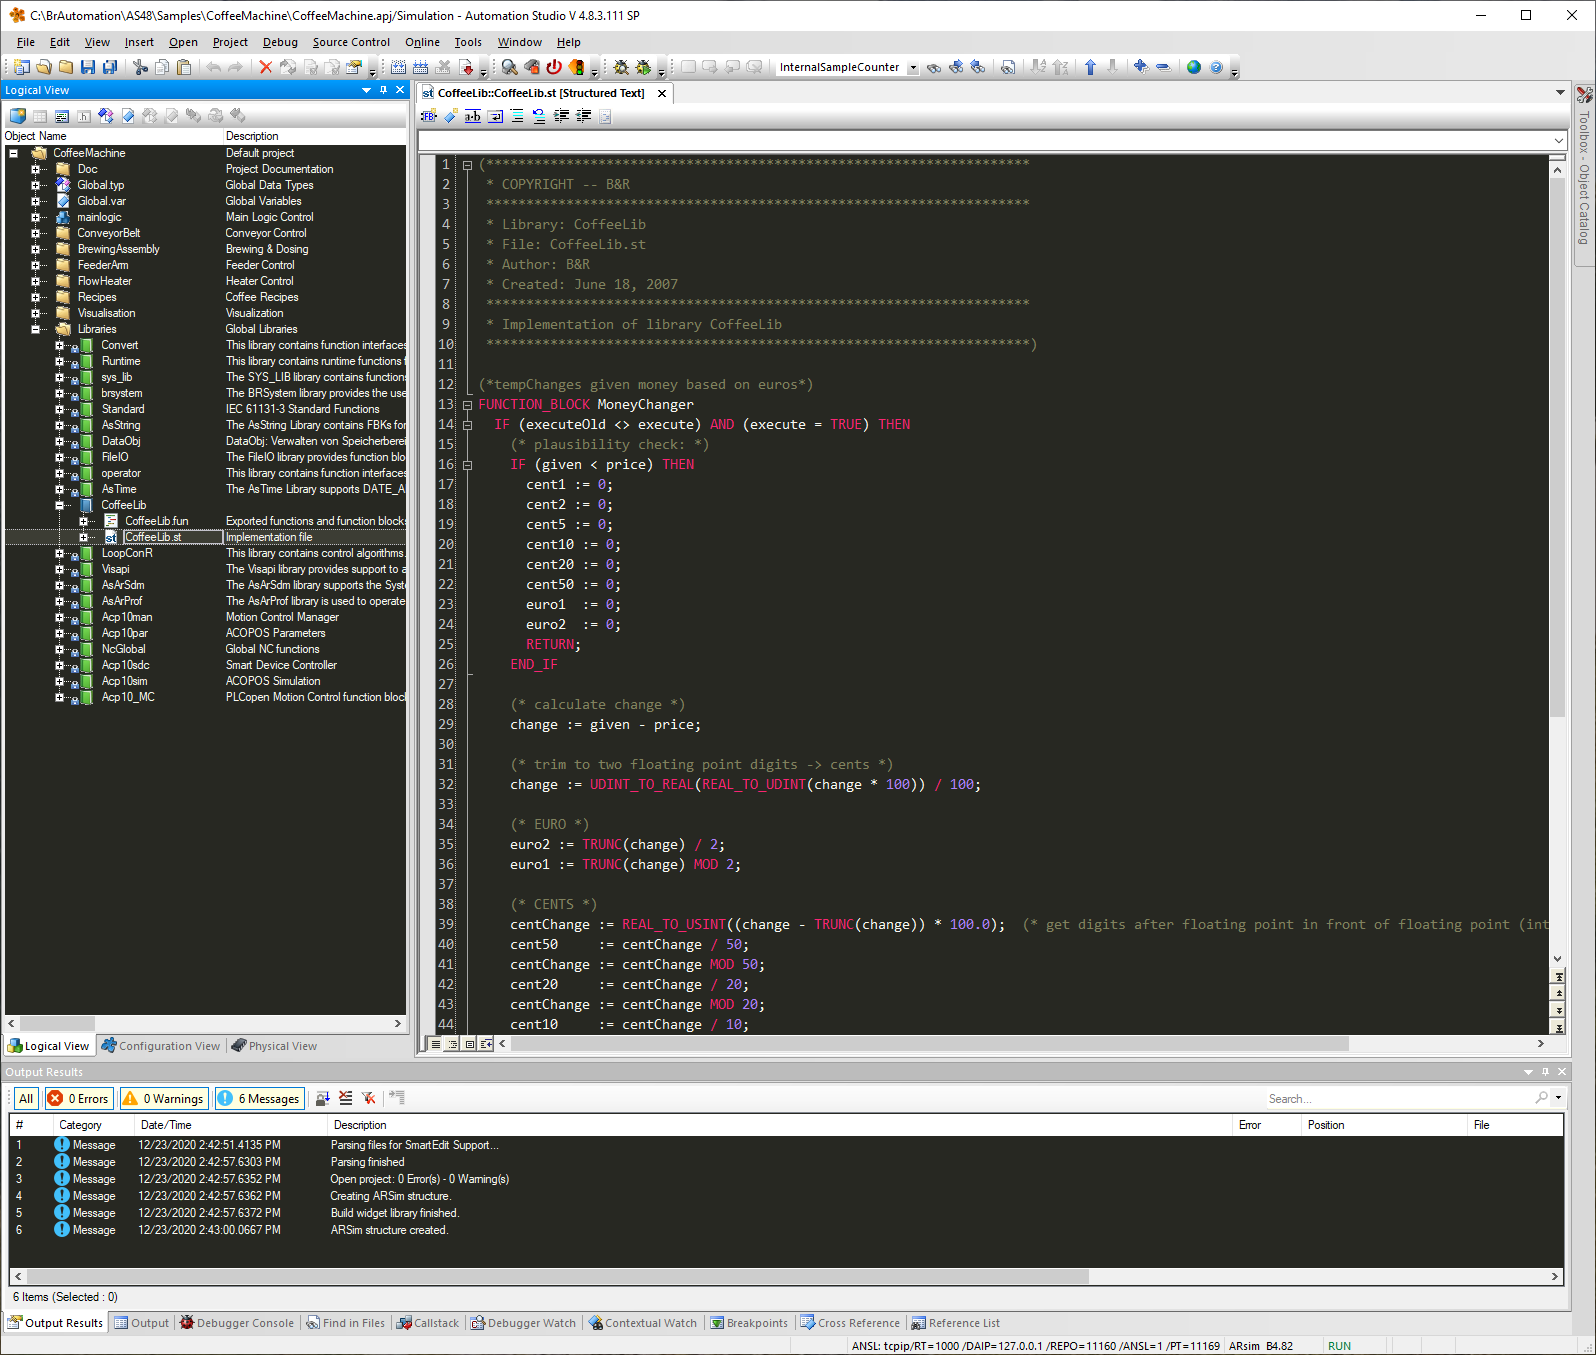 C:\BrAutomation\AS48\Samples\CoffeeMachine\CoffeeMachine.apj/Simulation - Automation Studio V 4.8.3.111 SP
File Edit View Insert Open Project Debug Source Control Online Tools Window Help
InternalSampleCounter
Logical View
Object Name Description
CoffeeMachine Default project
Doc Project Documentation
Global.typ Global Data Types
Global.var Global Variables
mainlogic Main Logic Control
ConveyorBelt Conveyor Control
BrewingAssembly Brewing & Dosing
FeederArm Feeder Control
FlowHeater Heater Control
Recipes Coffee Recipes
Visualisation Visualization
Libraries Global Libraries
Convert This library contains function interfaces
Runtime This library contains runtime functions f
sys_lib The SYS_LIB library contains functions
brsystem The BRSystem library provides the use
Standard IEC 61131-3 Standard Functions
AsString The AsString Library contains FBKs for
DataObj DataObj: Verwalten von Speicherberei
FileIO The FileIO library provides function blo
operator This library contains function interfaces
AsTime The AsTime Library supports DATE_A
CoffeeLib
CoffeeLib.fun Exported functions and function blocks
CoffeeLib.st Implementation file
LoopConR This library contains control algorithms.
Visapi The Visapi library provides support to a
AsArSdm The AsArSdm library supports the Syst
AsArProf The AsArProf library is used to operate
Acp10man Motion Control Manager
Acp10par ACOPOS Parameters
NcGlobal Global NC functions
Acp10sdc Smart Device Controller
Acp10sim ACOPOS Simulation
Acp10_MC PLCopen Motion Control function block
Logical View Configuration View Physical View
CoffeeLib::CoffeeLib.st [Structured Text]
1 (********************************************************************
2 * COPYRIGHT -- B&R
3 ********************************************************************
4 * Library: CoffeeLib
5 * File: CoffeeLib.st
6 * Author: B&R
7 * Created: June 18, 2007
8 ********************************************************************
9 * Implementation of library CoffeeLib
10 ********************************************************************)
11
12 (*tempChanges given money based on euros*)
13 FUNCTION_BLOCK MoneyChanger
14 IF (executeOld <> execute) AND (execute = TRUE) THEN
15 (* plausibility check: *)
16 IF (given < price) THEN
17 cent1 := 0;
18 cent2 := 0;
19 cent5 := 0;
20 cent10 := 0;
21 cent20 := 0;
22 cent50 := 0;
23 euro1 := 0;
24 euro2 := 0;
25 RETURN;
26 END_IF
27
28 (* calculate change *)
29 change := given - price;
30
31 (* trim to two floating point digits -> cents *)
32 change := UDINT_TO_REAL(REAL_TO_UDINT(change * 100)) / 100;
33
34 (* EURO *)
35 euro2 := TRUNC(change) / 2;
36 euro1 := TRUNC(change) MOD 2;
37
38 (* CENTS *)
39 centChange := REAL_TO_USINT((change - TRUNC(change)) * 100.0); (* get digits after floating point in front of floating point (int
40 cent50 := centChange / 50;
41 centChange := centChange MOD 50;
42 cent20 := centChange / 20;
43 centChange := centChange MOD 20;
44 cent10 := centChange / 10;
Toolbox - Object Catalog
Output Results
All 0 Errors 0 Warnings 6 Messages Search...
# Category Date/Time Description Error Position File
1 Message 12/23/2020 2:42:51.4135 PM Parsing files for SmartEdit Support...
2 Message 12/23/2020 2:42:57.6303 PM Parsing finished
3 Message 12/23/2020 2:42:57.6352 PM Open project: 0 Error(s) - 0 Warning(s)
4 Message 12/23/2020 2:42:57.6362 PM Creating ARSim structure.
5 Message 12/23/2020 2:42:57.6372 PM Build widget library finished.
6 Message 12/23/2020 2:43:00.0667 PM ARSim structure created.
6 Items (Selected : 0)
Output Results Output Debugger Console Find in Files Callstack Debugger Watch Contextual Watch Breakpoints Cross Reference Reference List
ANSL: tcpip/RT=1000 /DAIP=127.0.0.1 /REPO=11160 /ANSL=1 /PT=11169 ARsim B4.82 RUN